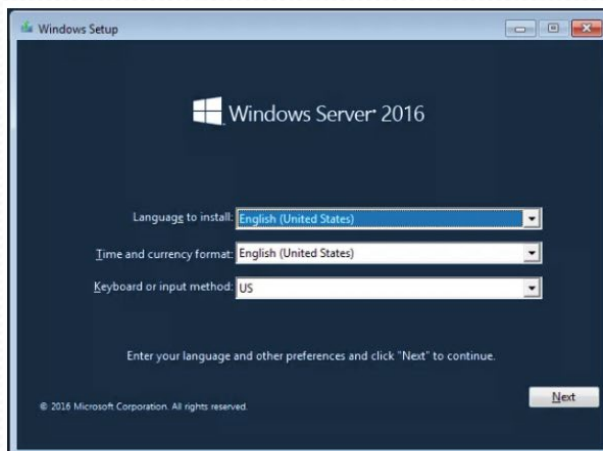 Windows Setup
Windows Server 2016
Language to install: English (United States)
Time and currency format: English (United States)
Keyboard or input method: US
Enter your language and other preferences and click "Next" to continue.
Next
© 2016 Microsoft Corporation. All rights reserved.